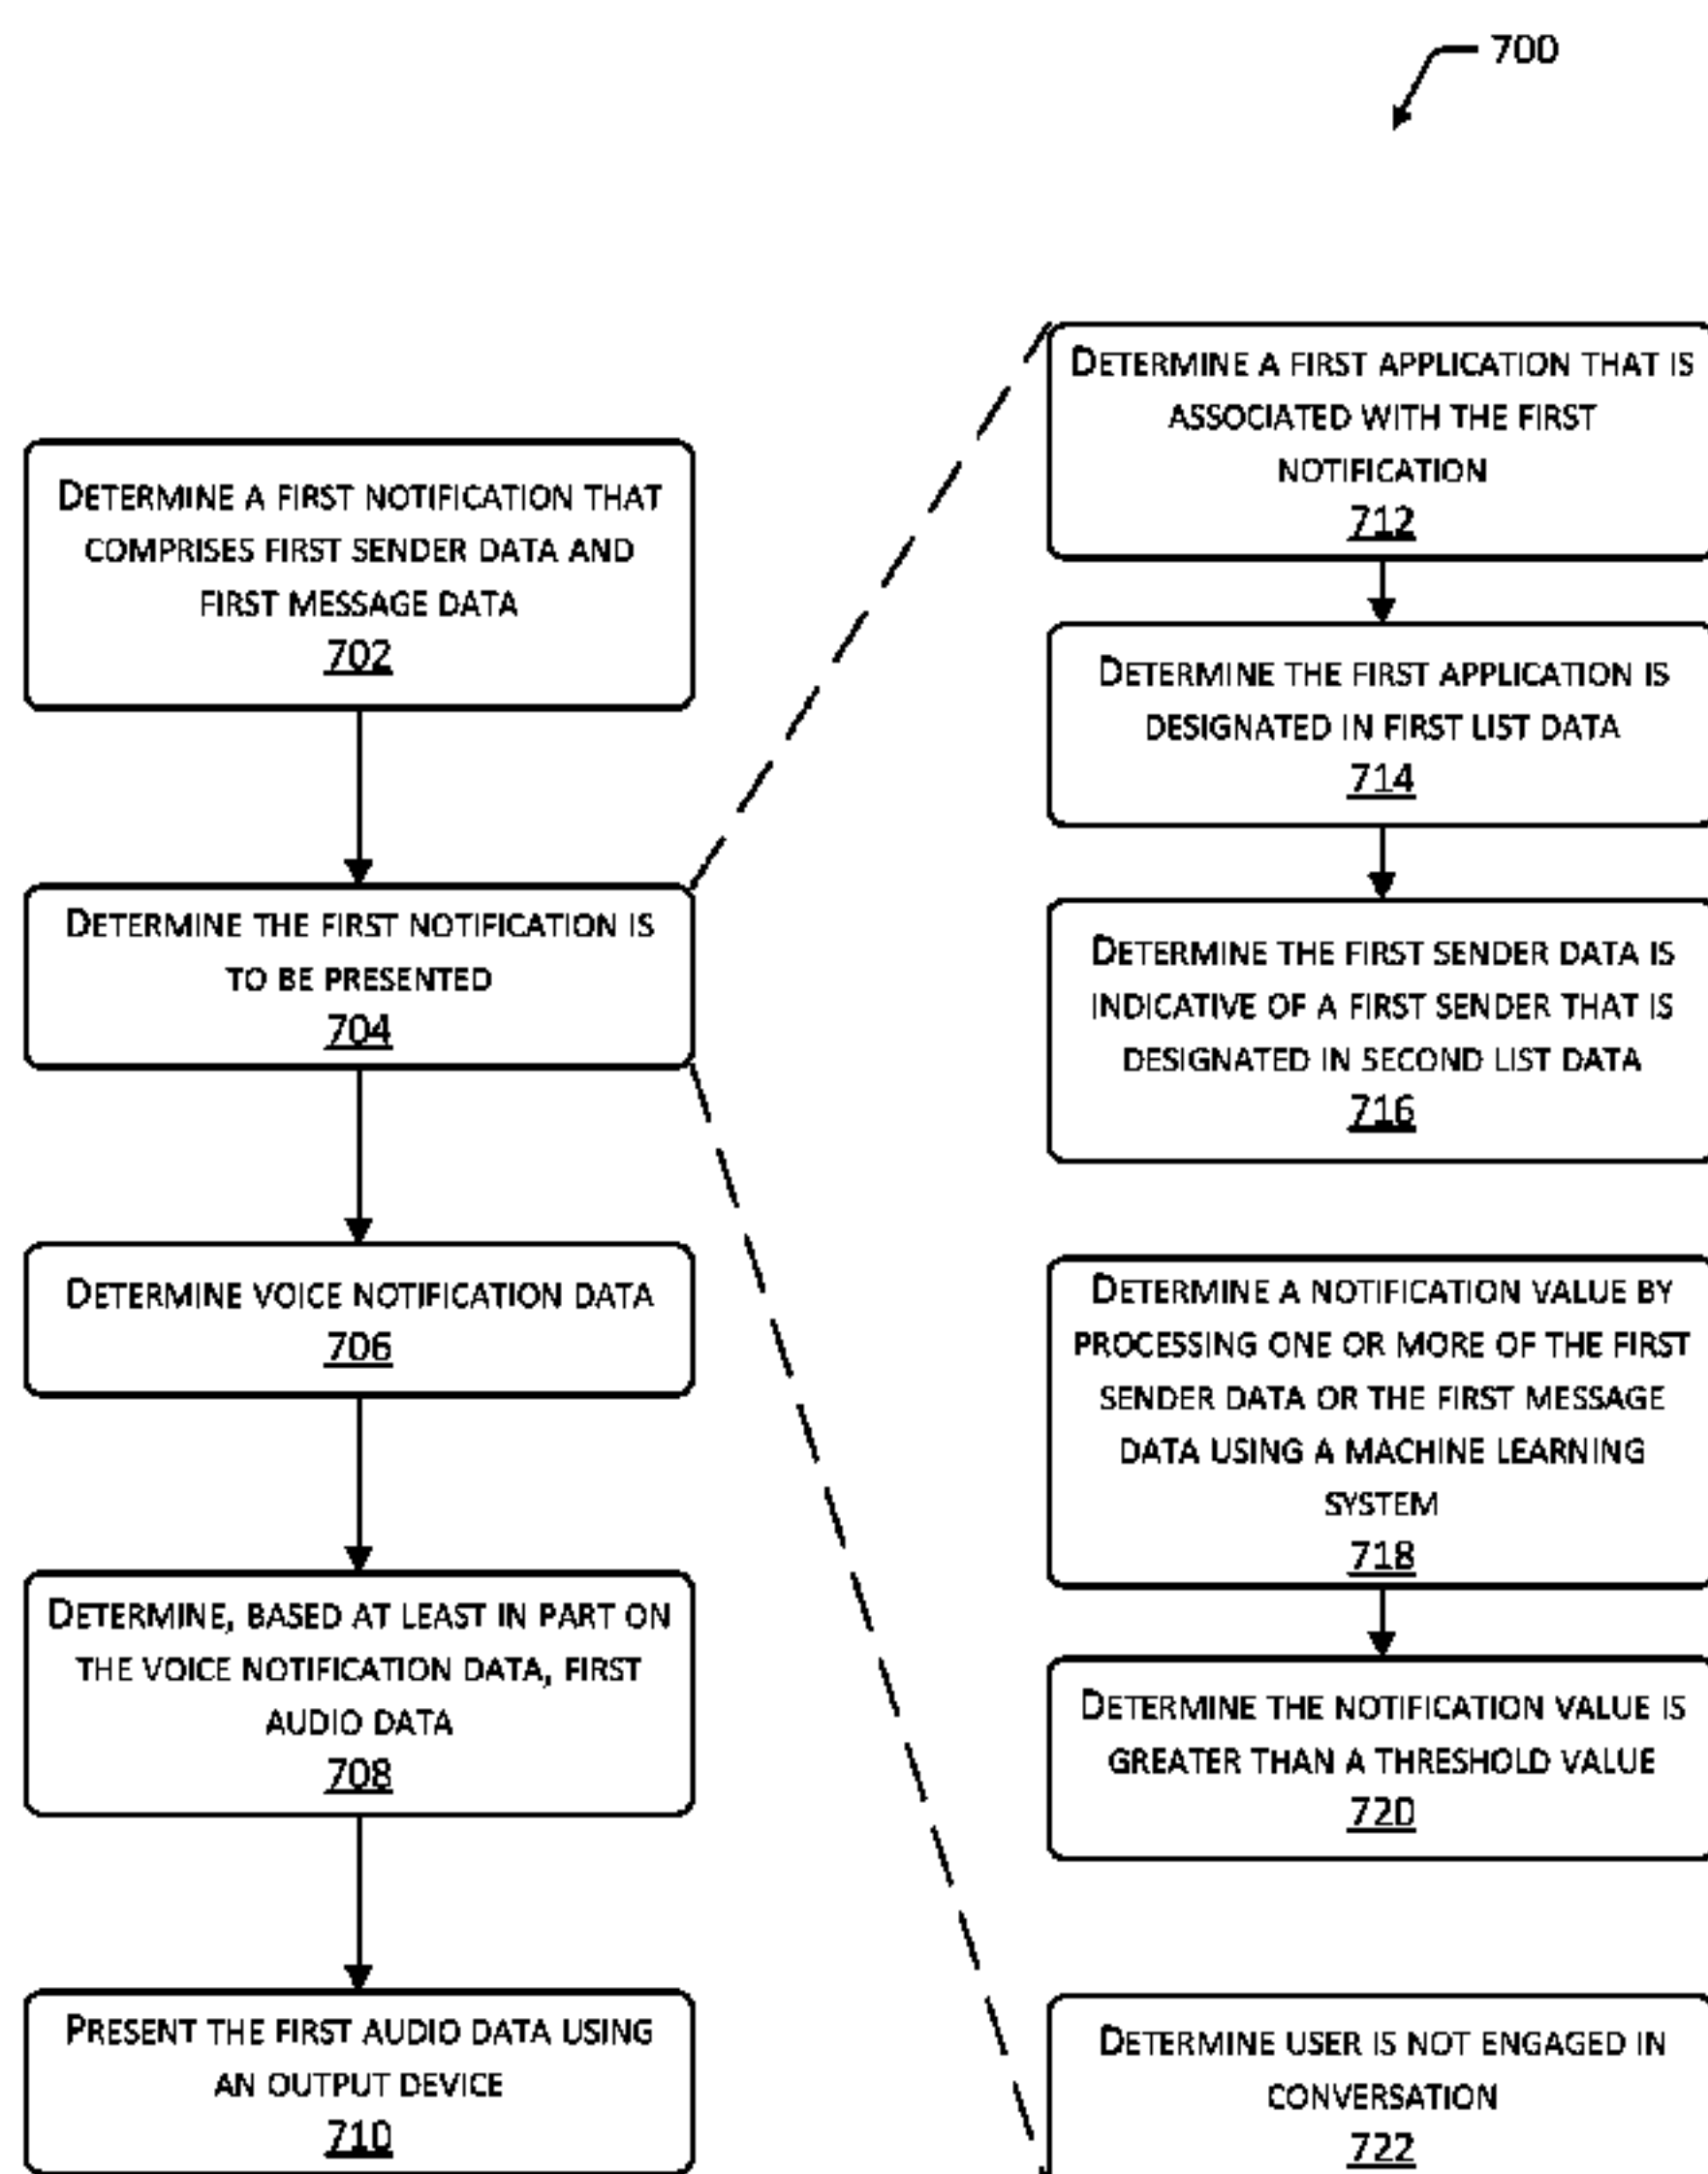 700
DETERMINE A FIRST NOTIFICATION THAT
COMPRISES FIRST SENDER DATA AND
FIRST MESSAGE DATA
702
DETERMINE THE FIRST NOTIFICATION IS
TO BE PRESENTED
704
DETERMINE VOICE NOTIFICATION DATA
706
DETERMINE, BASED AT LEAST IN PART ON
THE VOICE NOTIFICATION DATA, FIRST
AUDIO DATA
708
PRESENT THE FIRST AUDIO DATA USING
AN OUTPUT DEVICE
710
DETERMINE A FIRST APPLICATION THAT IS
ASSOCIATED WITH THE FIRST
NOTIFICATION
712
DETERMINE THE FIRST APPLICATION IS
DESIGNATED IN FIRST LIST DATA
714
DETERMINE THE FIRST SENDER DATA IS
INDICATIVE OF A FIRST SENDER THAT IS
DESIGNATED IN SECOND LIST DATA
716
DETERMINE A NOTIFICATION VALUE BY
PROCESSING ONE OR MORE OF THE FIRST
SENDER DATA OR THE FIRST MESSAGE
DATA USING A MACHINE LEARNING
SYSTEM
718
DETERMINE THE NOTIFICATION VALUE IS
GREATER THAN A THRESHOLD VALUE
720
DETERMINE USER IS NOT ENGAGED IN
CONVERSATION
722